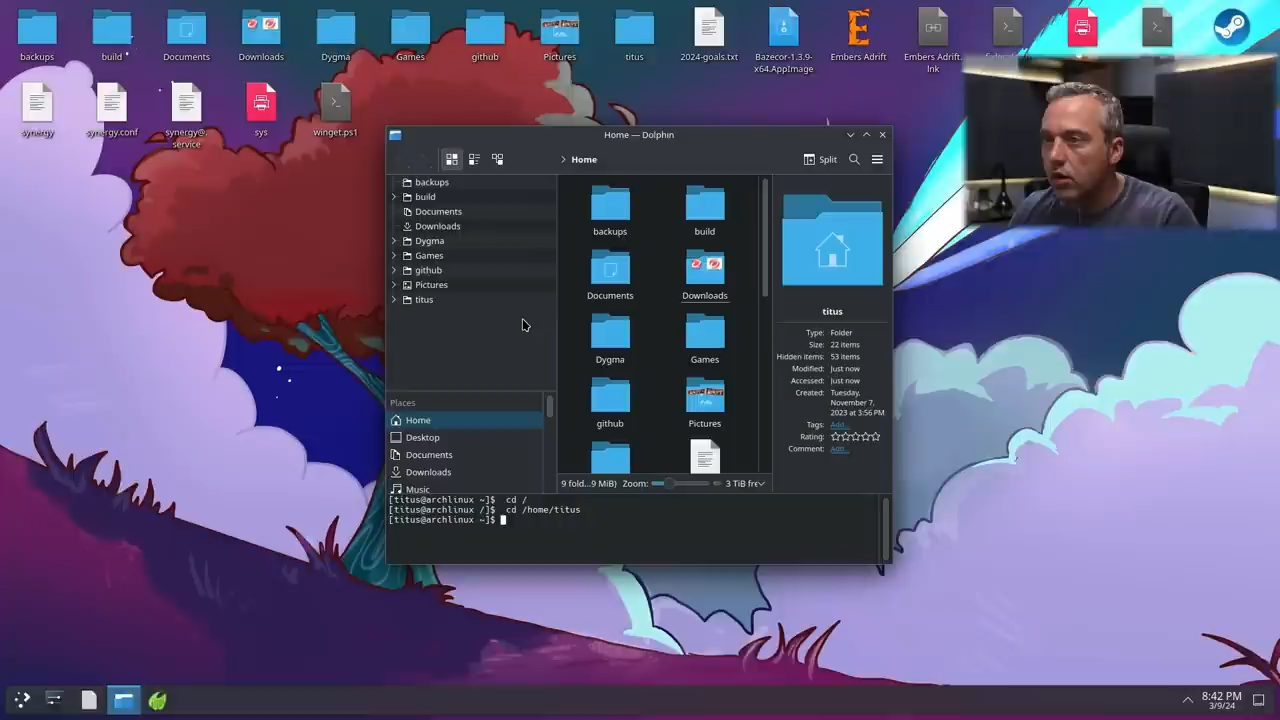 backups
build
Documents
Downloads
Dygma
Games
github
Pictures
titus
2024-goals.txt
Bazecor-1.3.9-
x64.AppImage
Embers Adrift
Embers Adrift.
lnk
synergy
synergy.conf
synergy@.
service
sys
winget.ps1
Home — Dolphin
Home
Split
backups
build
Documents
Downloads
Dygma
Games
github
Pictures
titus
Places
Home
Desktop
Documents
Downloads
Music
backups
build
Documents
Downloads
Dygma
Games
github
Pictures
9 fold...9 MiB)
Zoom:
3 TiB fre
titus
Type: Folder
Size: 22 items
Hidden items: 53 items
Modified: Just now
Accessed: Just now
Created: Tuesday,
November 7,
2023 at 3:56 PM
Tags: Add...
Rating:
Comment: Add...
[titus@archlinux ~]$ cd /
[titus@archlinux /]$ cd /home/titus
[titus@archlinux ~]$
8:42 PM
3/9/24